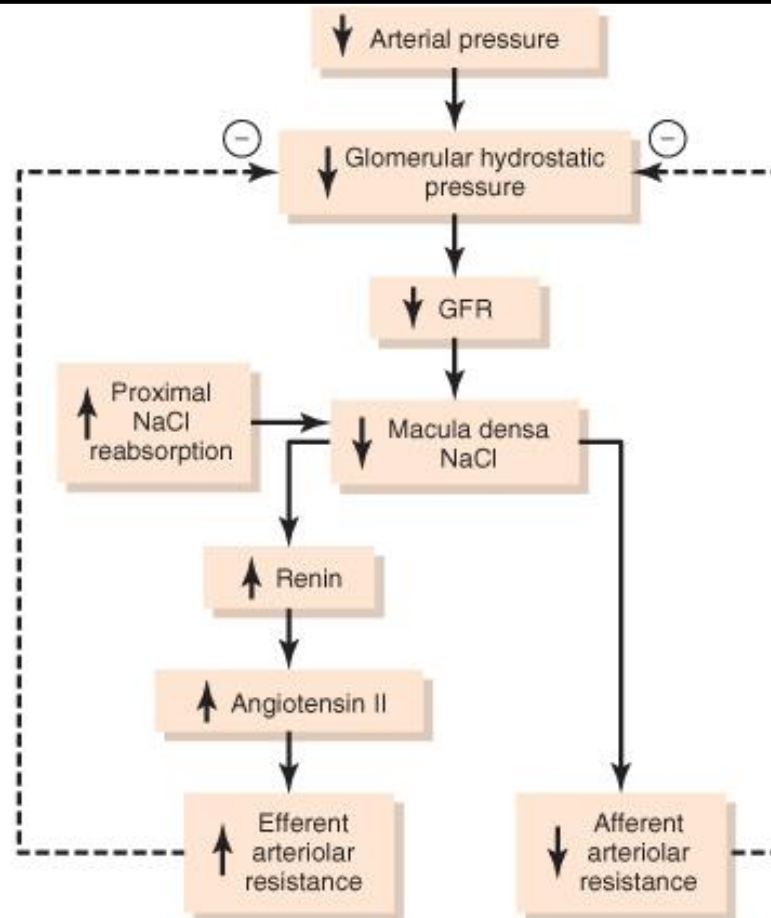 ↓ Arterial pressure
−
−
↓ Glomerular hydrostatic
pressure
↓ GFR
↑ Proximal
NaCl
reabsorption
↓ Macula densa
NaCl
↑ Renin
↑ Angiotensin II
↑ Efferent
arteriolar
resistance
↓ Afferent
arteriolar
resistance